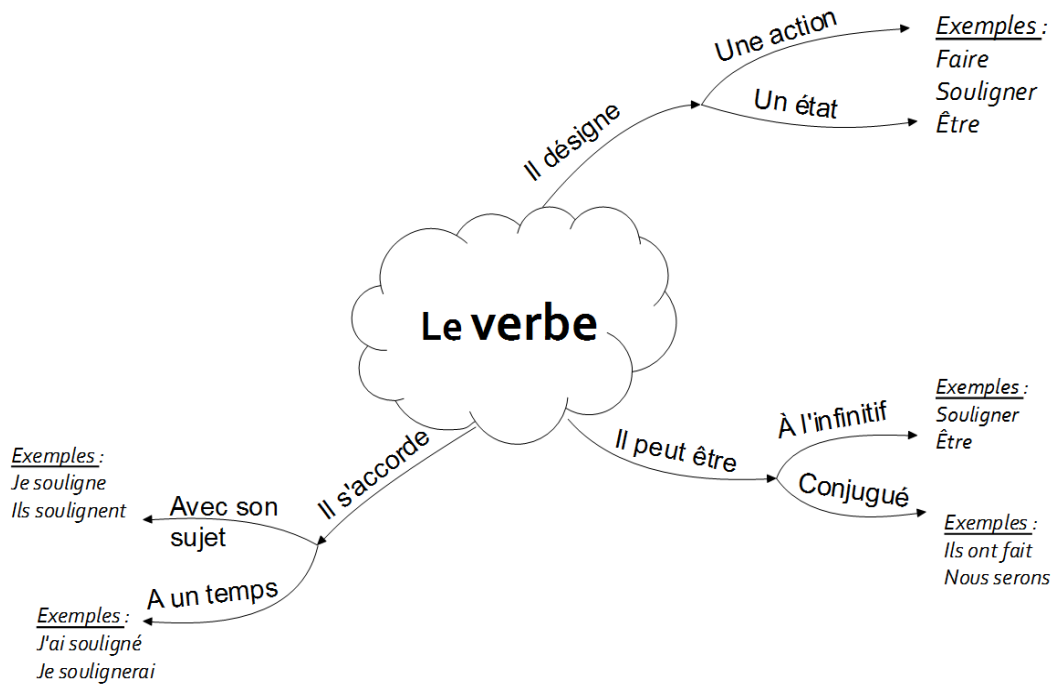 Le verbe
Il désigne
Une action
Un état
Exemples :
Faire
Souligner
Être
Il peut être
À l'infinitif
Exemples :
Souligner
Être
Conjugué
Exemples :
Ils ont fait
Nous serons
Il s'accorde
Avec son
sujet
Exemples :
Je souligne
Ils soulignent
A un temps
Exemples :
J'ai souligné
Je soulignerai